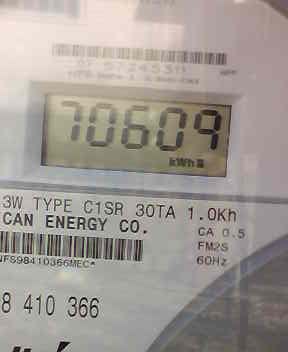 70609
kWh
3W TYPE C1SR 30TA 1.0Kh
CAN ENERGY CO.
CA 0.5
FM2S
60Hz
NFS98410366MEC*
8 410 366